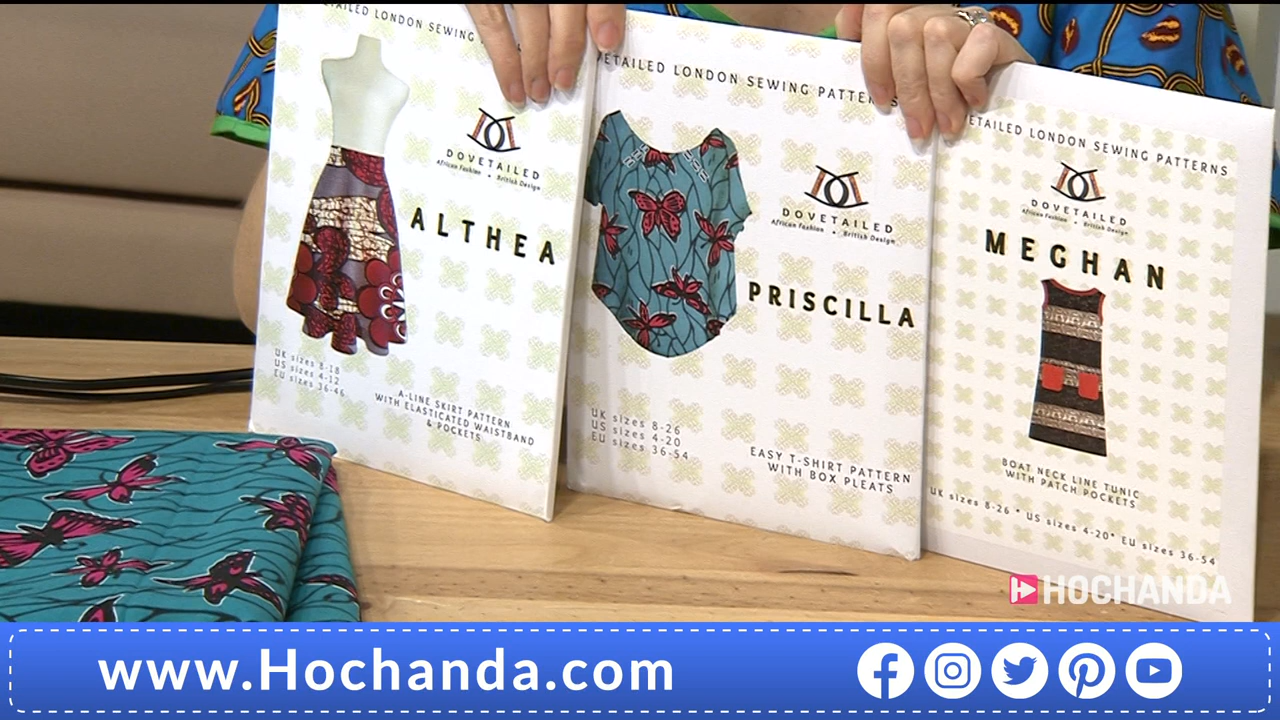 DETAILED LONDON SEWING
DOVETAILED
African Fashion • British Design
ALTHEA
UK sizes 8-18
US sizes 4-12
EU sizes 36-46
A-LINE SKIRT PATTERN
WITH ELASTICATED WAISTBAND
& POCKETS
DETAILED LONDON SEWING PATTERNS
DOVETAILED
African Fashion • British Design
PRISCILLA
UK sizes 8-26
US sizes 4-20
EU sizes 36-54
EASY T-SHIRT PATTERN
WITH BOX PLEATS
DETAILED LONDON SEWING PATTERNS
DOVETAILED
African Fashion • British Design
MEGHAN
BOAT NECK LINE TUNIC
WITH PATCH POCKETS
UK sizes 8-26 * US sizes 4-20* EU sizes 36-54
HOCHANDA
www.Hochanda.com